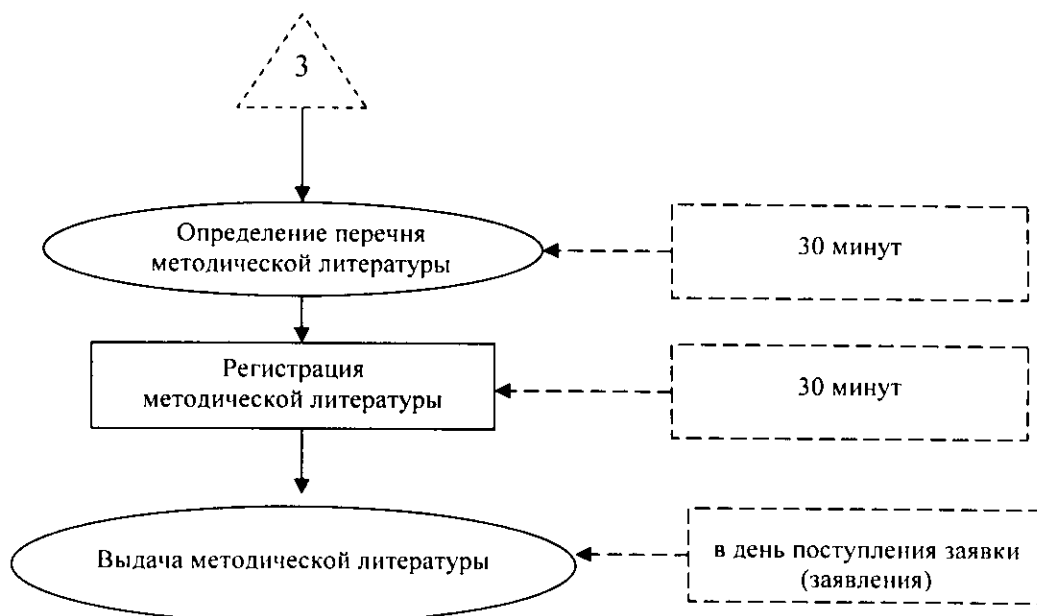 3
Определение перечня
методической литературы
30 минут
Регистрация
методической литературы
30 минут
Выдача методической литературы
в день поступления заявки
(заявления)